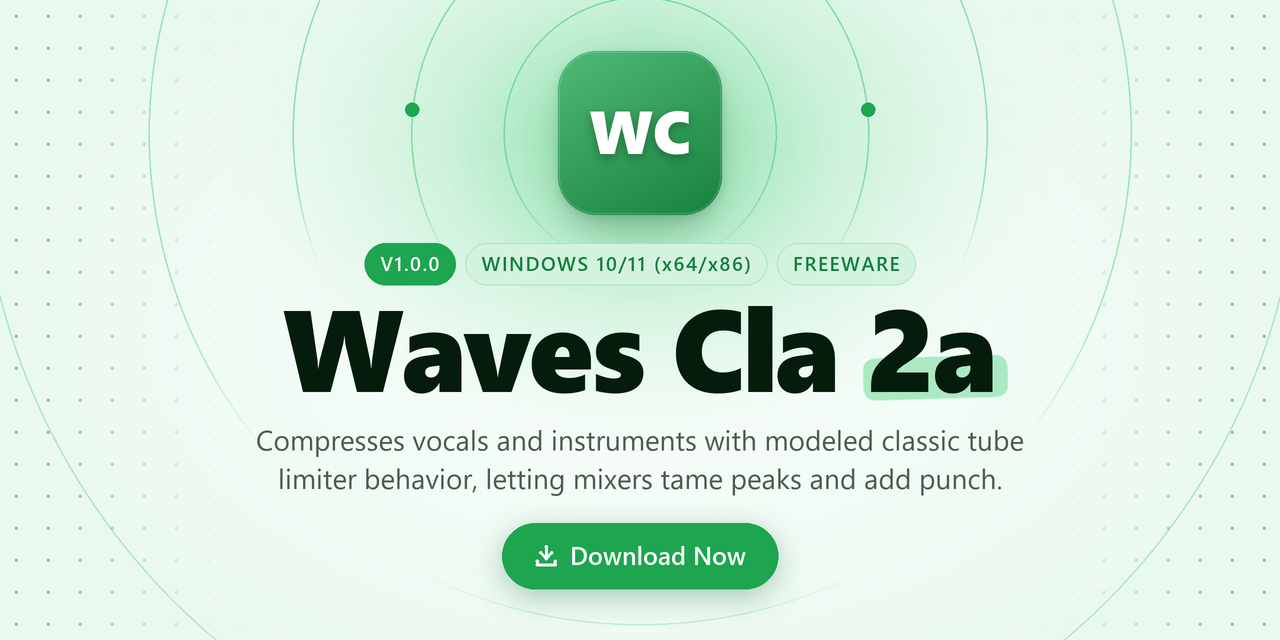 WC
V1.0.0
WINDOWS 10/11 (x64/x86)
FREEWARE
Waves Cla 2a
Compresses vocals and instruments with modeled classic tube
limiter behavior, letting mixers tame peaks and add punch.
Download Now